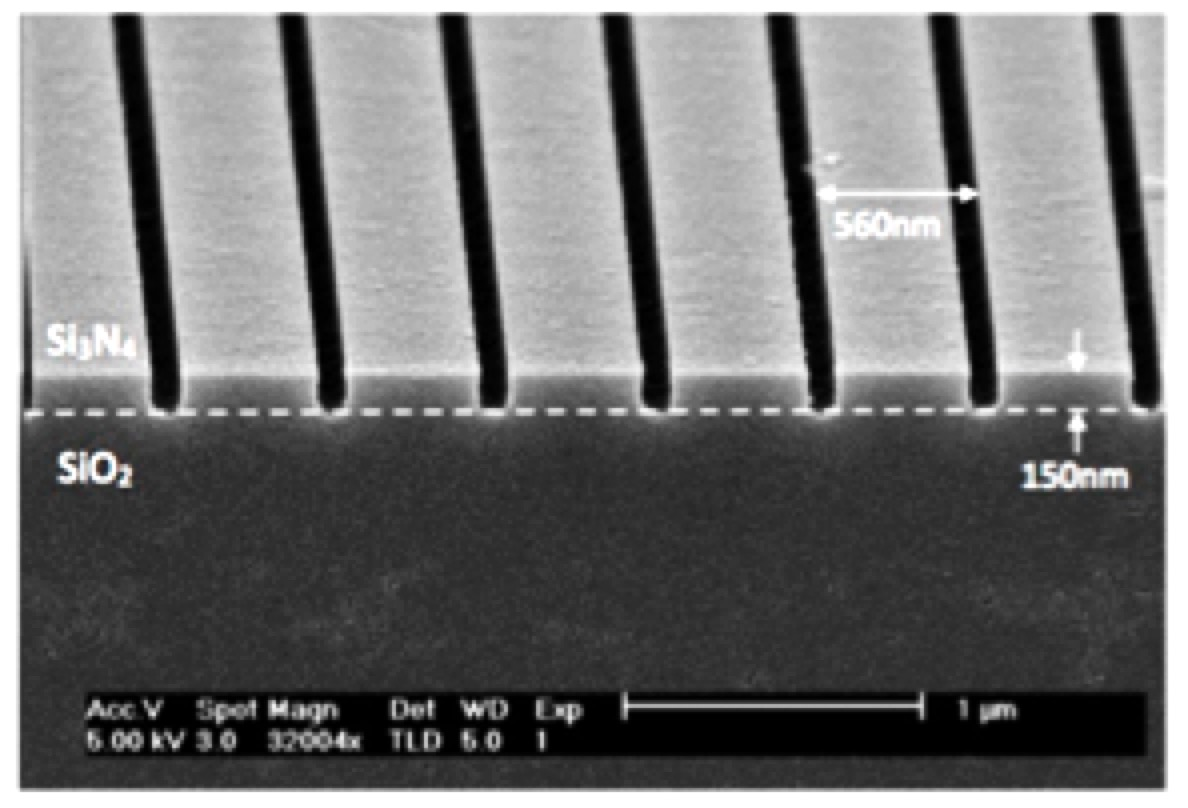 560nm
Si₃N₄
SiO₂
150nm
Acc.V Spot Magn Det WD Exp 1 µm
5.00 kV 3.0 32004x TLD 5.0 1